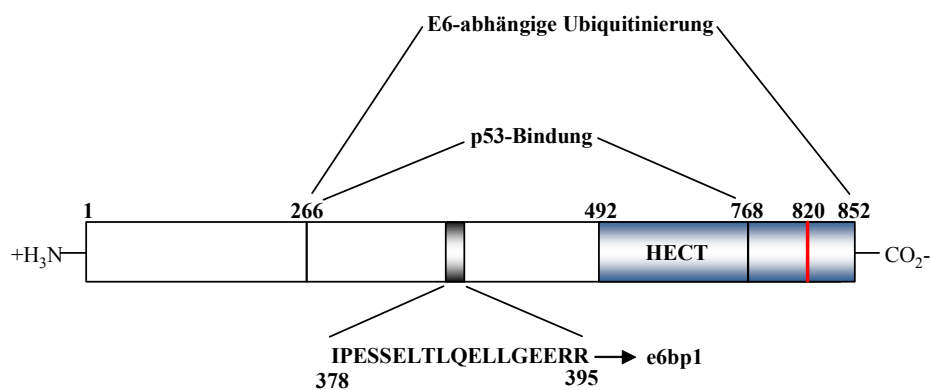 E6-abhängige Ubiquitinierung
p53-Bindung
1 266 492 768 820 852
+H₃N HECT CO₂-
IPESSELTLQELLGEERR e6bp1
378 395